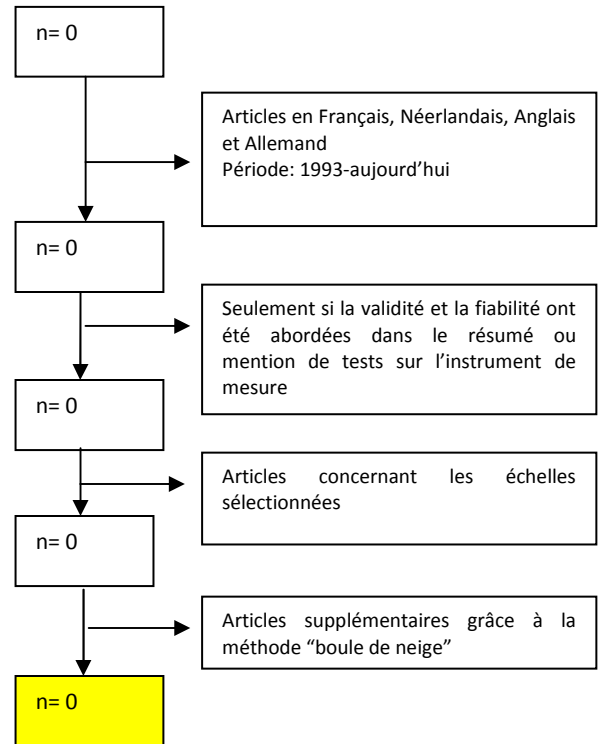 n= 0
Articles en Français, Néerlandais, Anglais
et Allemand
Période: 1993-aujourd’hui
n= 0
Seulement si la validité et la fiabilité ont
été abordées dans le résumé ou
mention de tests sur l’instrument de
mesure
n= 0
Articles concernant les échelles
sélectionnées
n= 0
Articles supplémentaires grâce à la
méthode “boule de neige”
n= 0